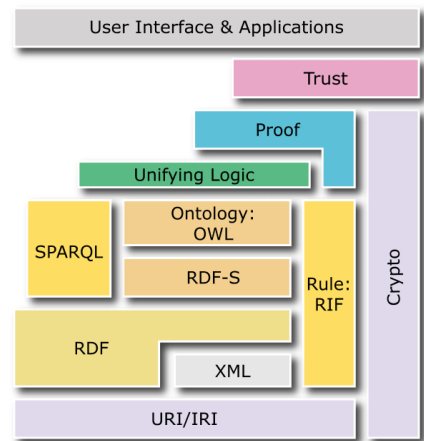 User Interface & Applications
Trust
Proof
Unifying Logic
Ontology:
OWL
SPARQL
RDF-S
Rule:
RIF
Crypto
RDF
XML
URI/IRI